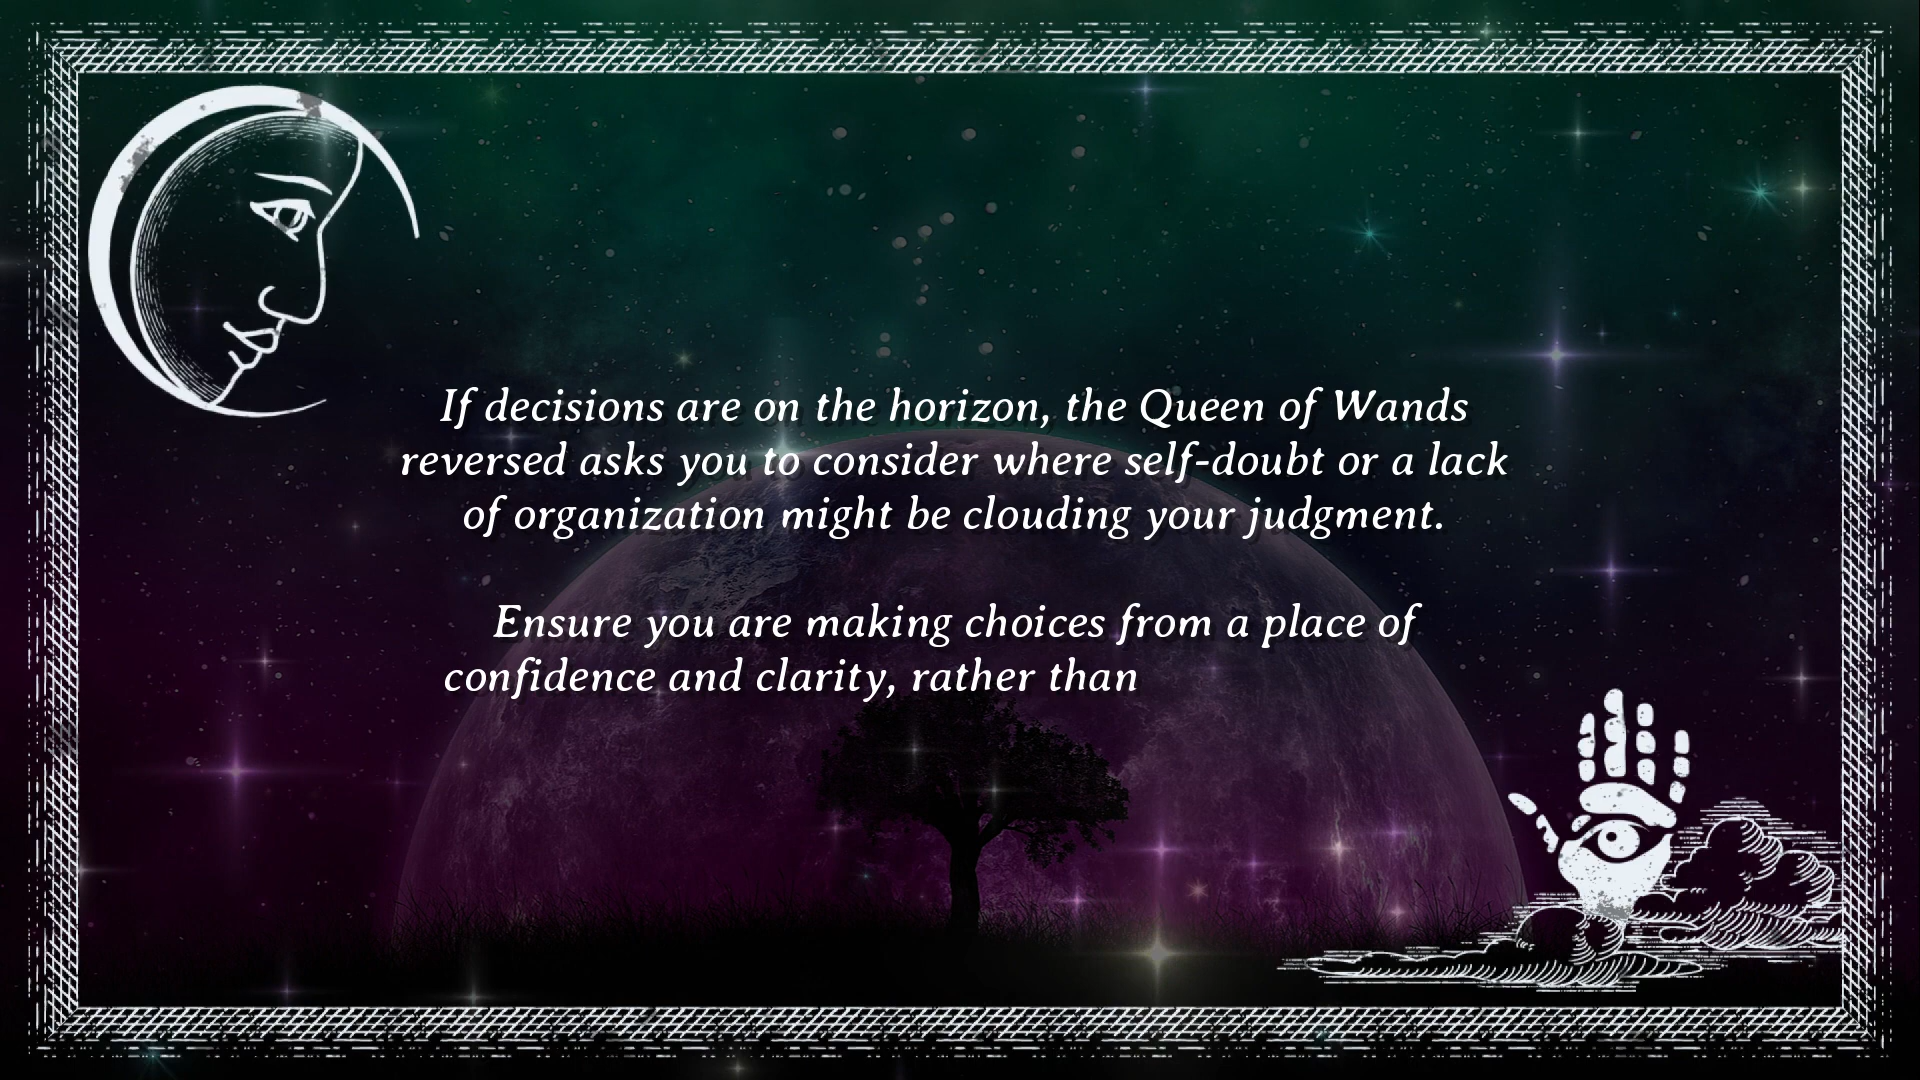 If decisions are on the horizon, the Queen of Wands
reversed asks you to consider where self-doubt or a lack
of organization might be clouding your judgment.
Ensure you are making choices from a place of
confidence and clarity, rather than